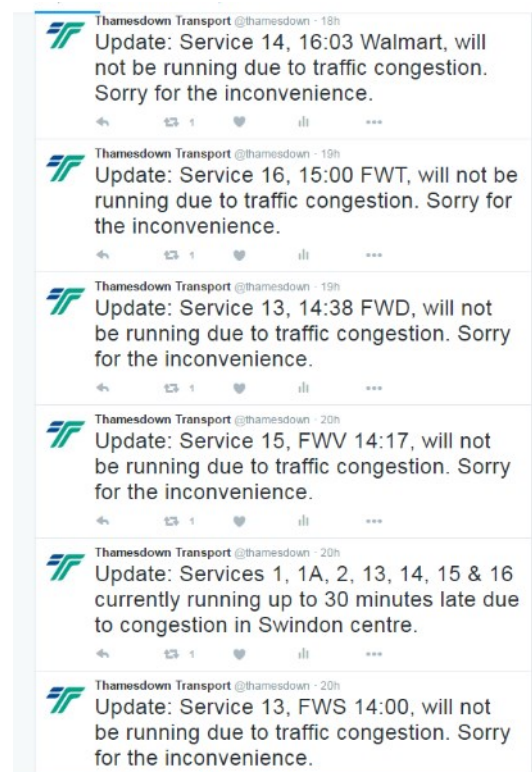 Thamesdown Transport @thamesdown · 18h
Update: Service 14, 16:03 Walmart, will
not be running due to traffic congestion.
Sorry for the inconvenience.
1
Thamesdown Transport @thamesdown · 19h
Update: Service 16, 15:00 FWT, will not be
running due to traffic congestion. Sorry for
the inconvenience.
1
Thamesdown Transport @thamesdown · 19h
Update: Service 13, 14:38 FWD, will not
be running due to traffic congestion. Sorry
for the inconvenience.
1
Thamesdown Transport @thamesdown · 20h
Update: Service 15, FWV 14:17, will not
be running due to traffic congestion. Sorry
for the inconvenience.
1
Thamesdown Transport @thamesdown · 20h
Update: Services 1, 1A, 2, 13, 14, 15 & 16
currently running up to 30 minutes late due
to congestion in Swindon centre.
1
Thamesdown Transport @thamesdown · 20h
Update: Service 13, FWS 14:00, will not
be running due to traffic congestion. Sorry
for the inconvenience.